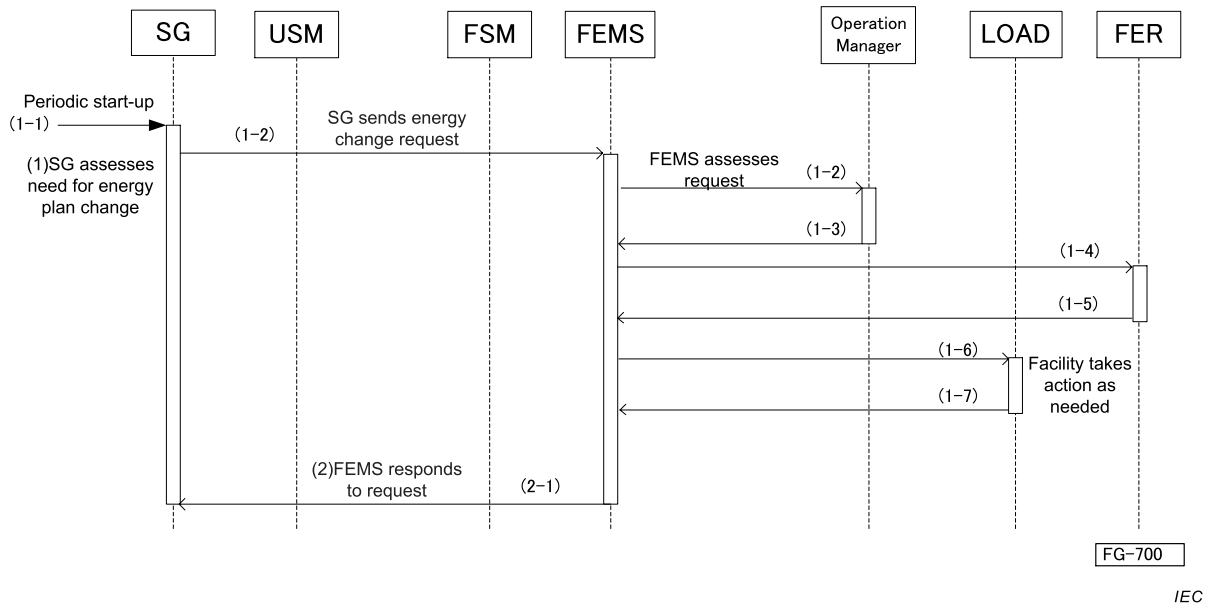 SG
USM
FSM
FEMS
Operation
Manager
LOAD
FER
Periodic start-up
(1-1)
(1)SG assesses
need for energy
plan change
(1-2)
SG sends energy
change request
FEMS assesses
request
(1-2)
(1-3)
(1-4)
(1-5)
(1-6)
Facility takes
action as
needed
(1-7)
(2)FEMS responds
to request
(2-1)
FG-700
IEC